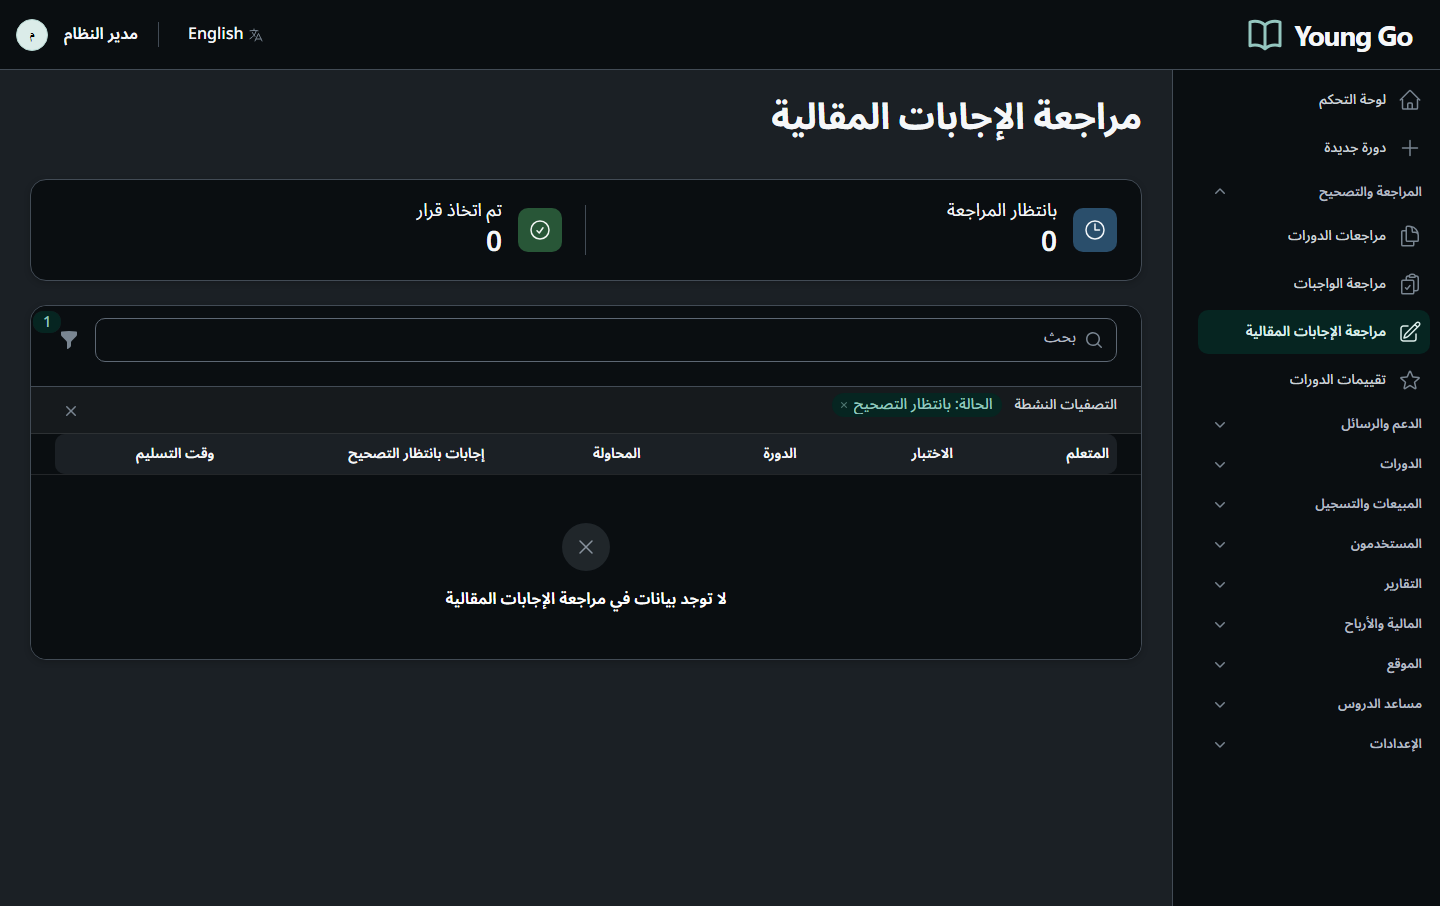 Young Go
English
مدير النظام
م
لوحة التحكم
دورة جديدة
المراجعة والتصحيح
مراجعات الدورات
مراجعة الواجبات
مراجعة الإجابات المقالية
تقييمات الدورات
الدعم والرسائل
الدورات
المبيعات والتسجيل
المستخدمون
التقارير
المالية والأرباح
الموقع
مساعد الدروس
الإعدادات
مراجعة الإجابات المقالية
بانتظار المراجعة
0
تم اتخاذ قرار
0
بحث
1
التصفيات النشطة
الحالة: بانتظار التصحيح ×
المتعلم الاختبار الدورة المحاولة إجابات بانتظار التصحيح وقت التسليم
لا توجد بيانات في مراجعة الإجابات المقالية